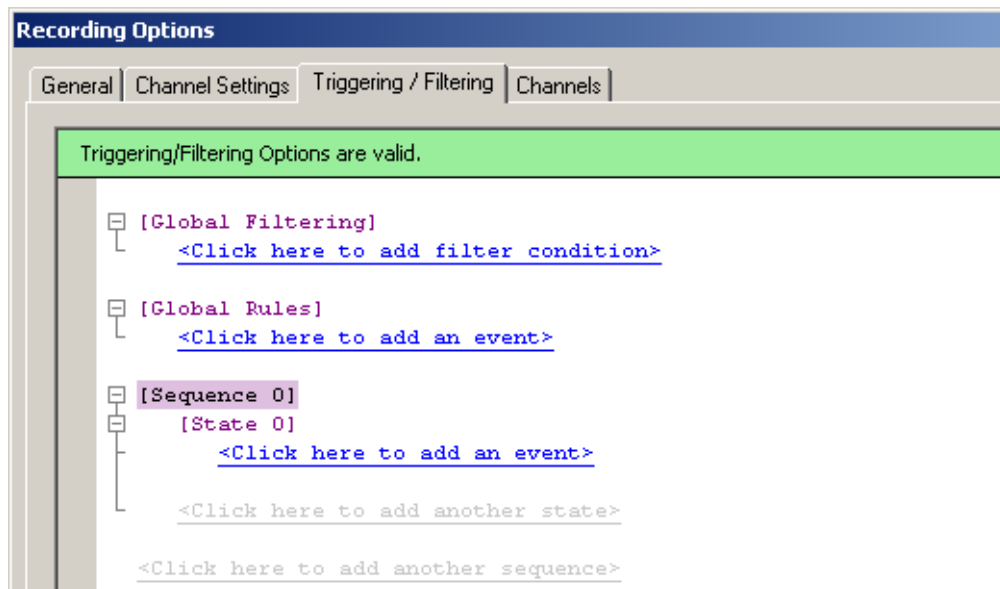 Recording Options
General Channel Settings Triggering / Filtering Channels
Triggering/Filtering Options are valid.
[Global Filtering]
<Click here to add filter condition>
[Global Rules]
<Click here to add an event>
[Sequence 0]
[State 0]
<Click here to add an event>
<Click here to add another state>
<Click here to add another sequence>